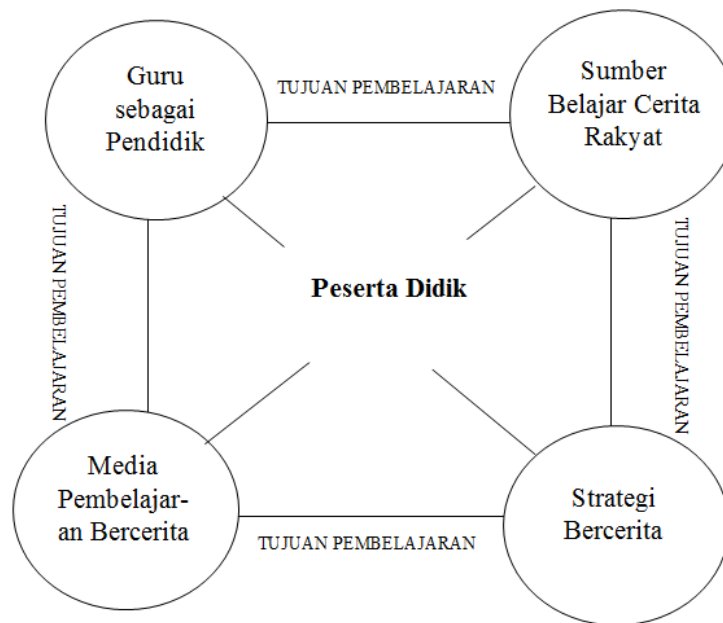 Guru
sebagai
Pendidik
TUJUAN PEMBELAJARAN
Sumber
Belajar Cerita
Rakyat
TUJUAN PEMBELAJARAN
Peserta Didik
TUJUAN PEMBELAJARAN
Media
Pembelajar-
an Bercerita
TUJUAN PEMBELAJARAN
Strategi
Bercerita